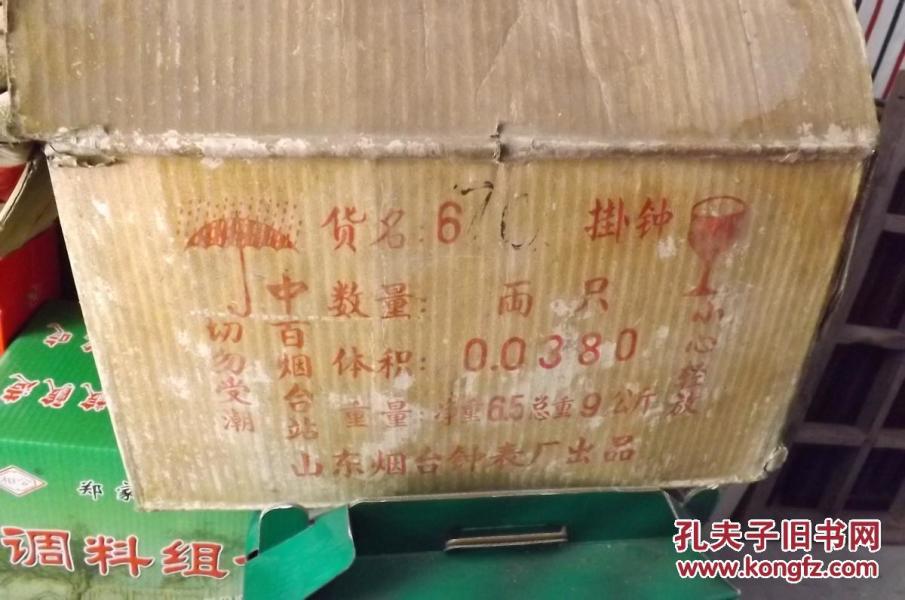 货名:670 掛钟
数量: 两只
体积: 0.0380
重量:净重6.5总重9公斤
山东烟台钟表厂出品
中百烟台站
切勿受潮
小心轻放
郑家
调料组
孔夫子旧书网
www.kongfz.com